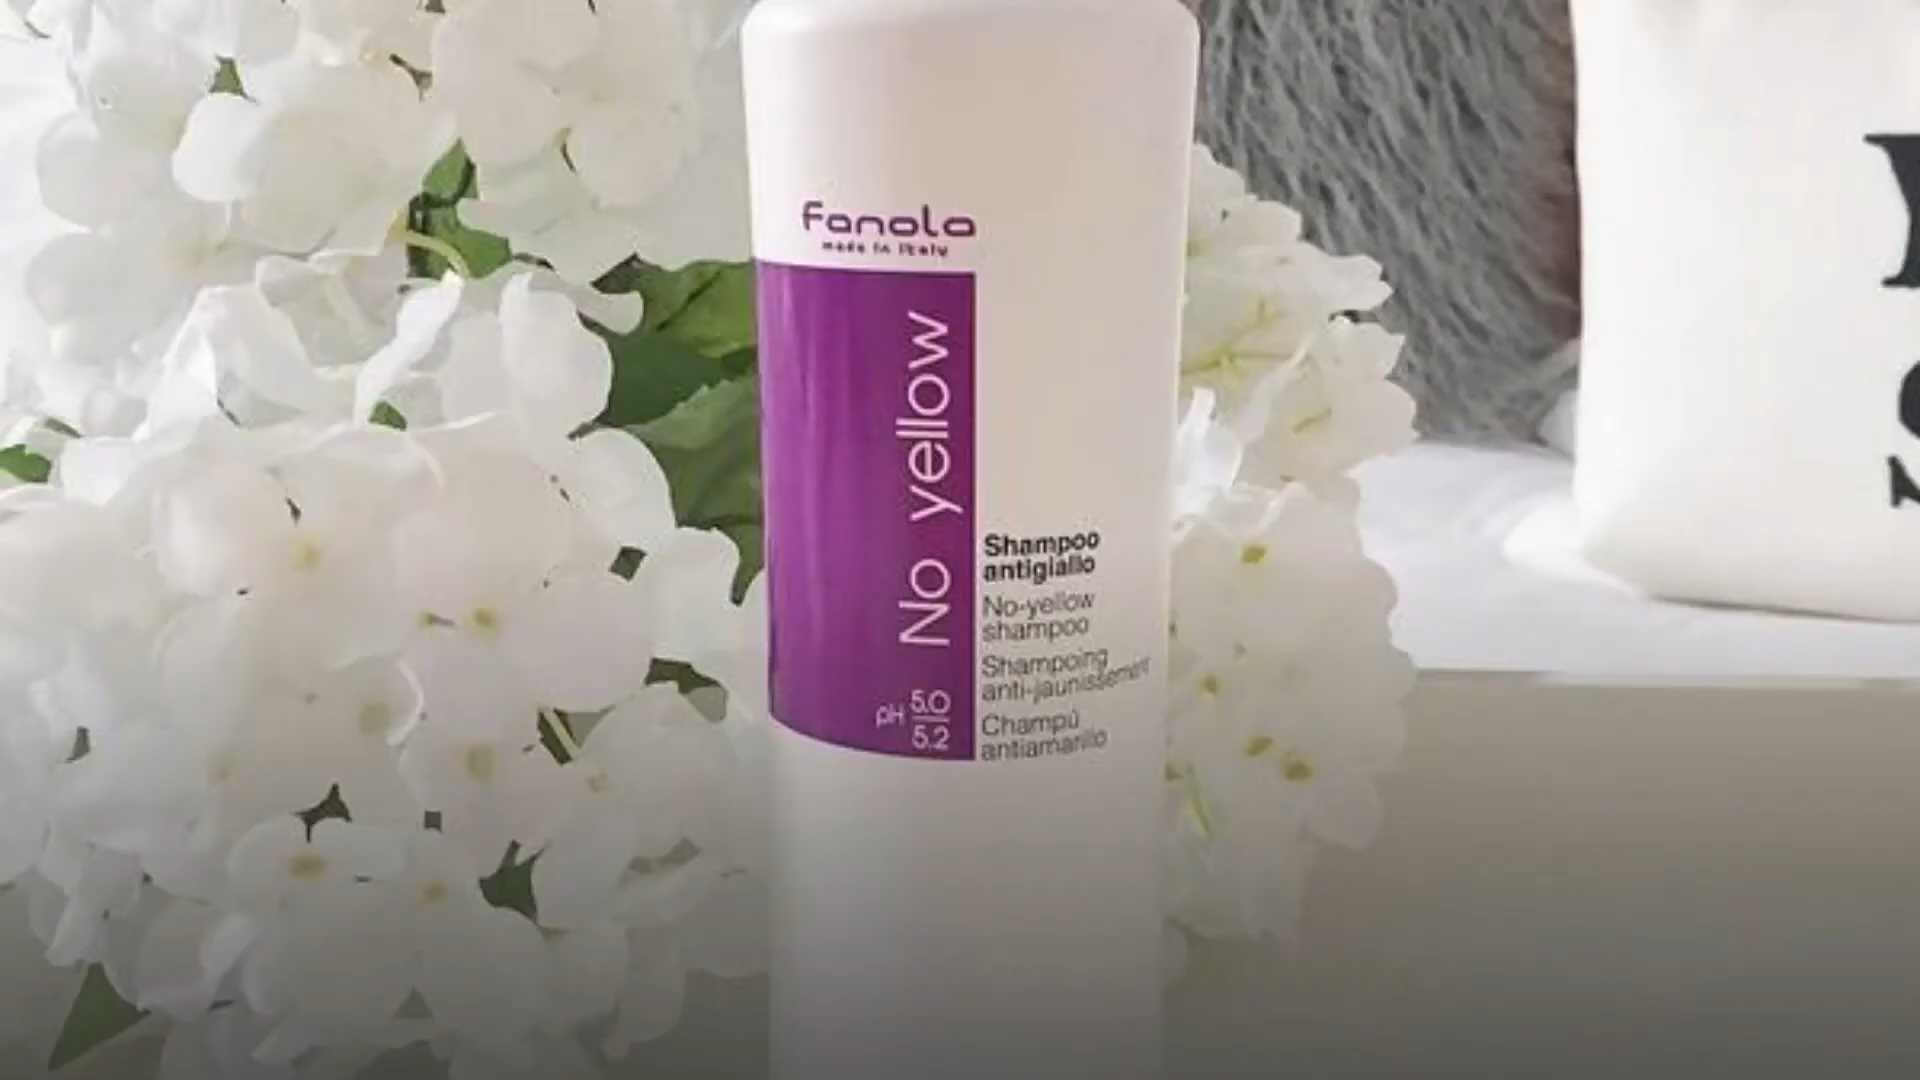 fanola
made in italy
No yellow
pH 5.0
5.2
Shampoo
antigiallo
No-yellow
shampoo
Shampoing
anti-jaunissement
Champú
antiamarillo